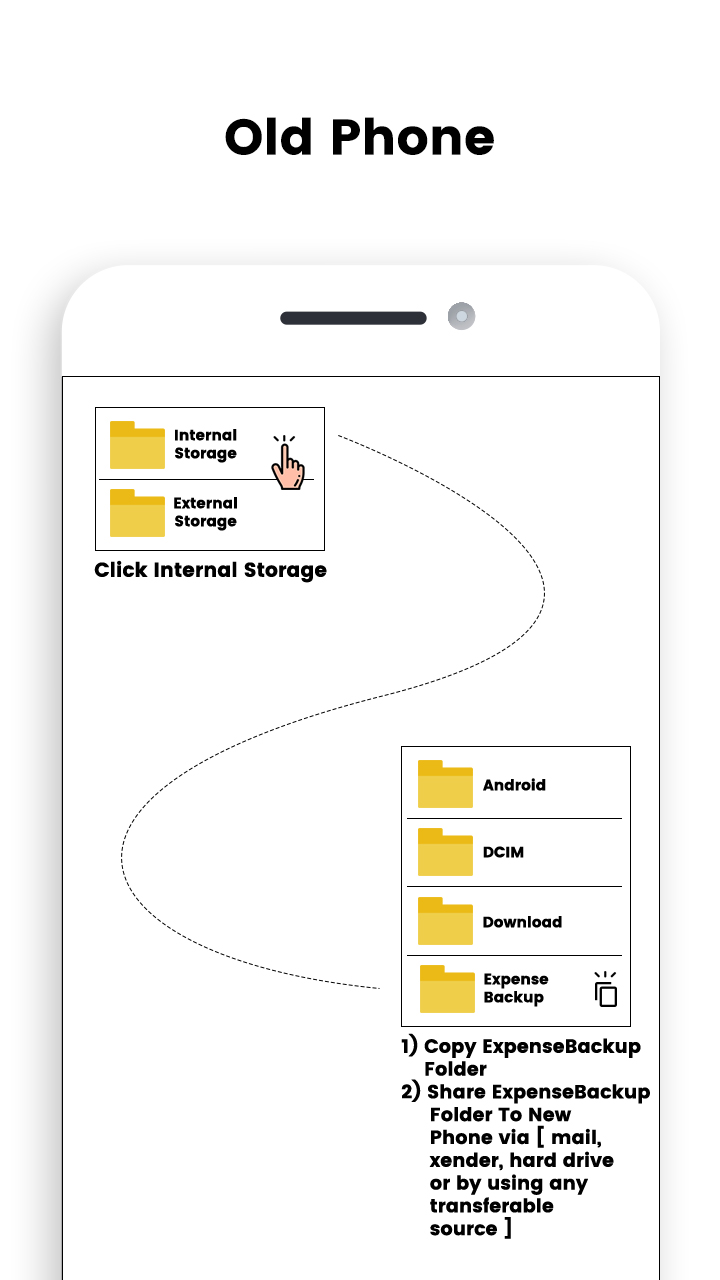 Old Phone
Internal
Storage
External
Storage
Click Internal Storage
Android
DCIM
Download
Expense
Backup
1) Copy ExpenseBackup
Folder
2) Share ExpenseBackup
Folder To New
Phone via [ mail,
xender, hard drive
or by using any
transferable
source ]